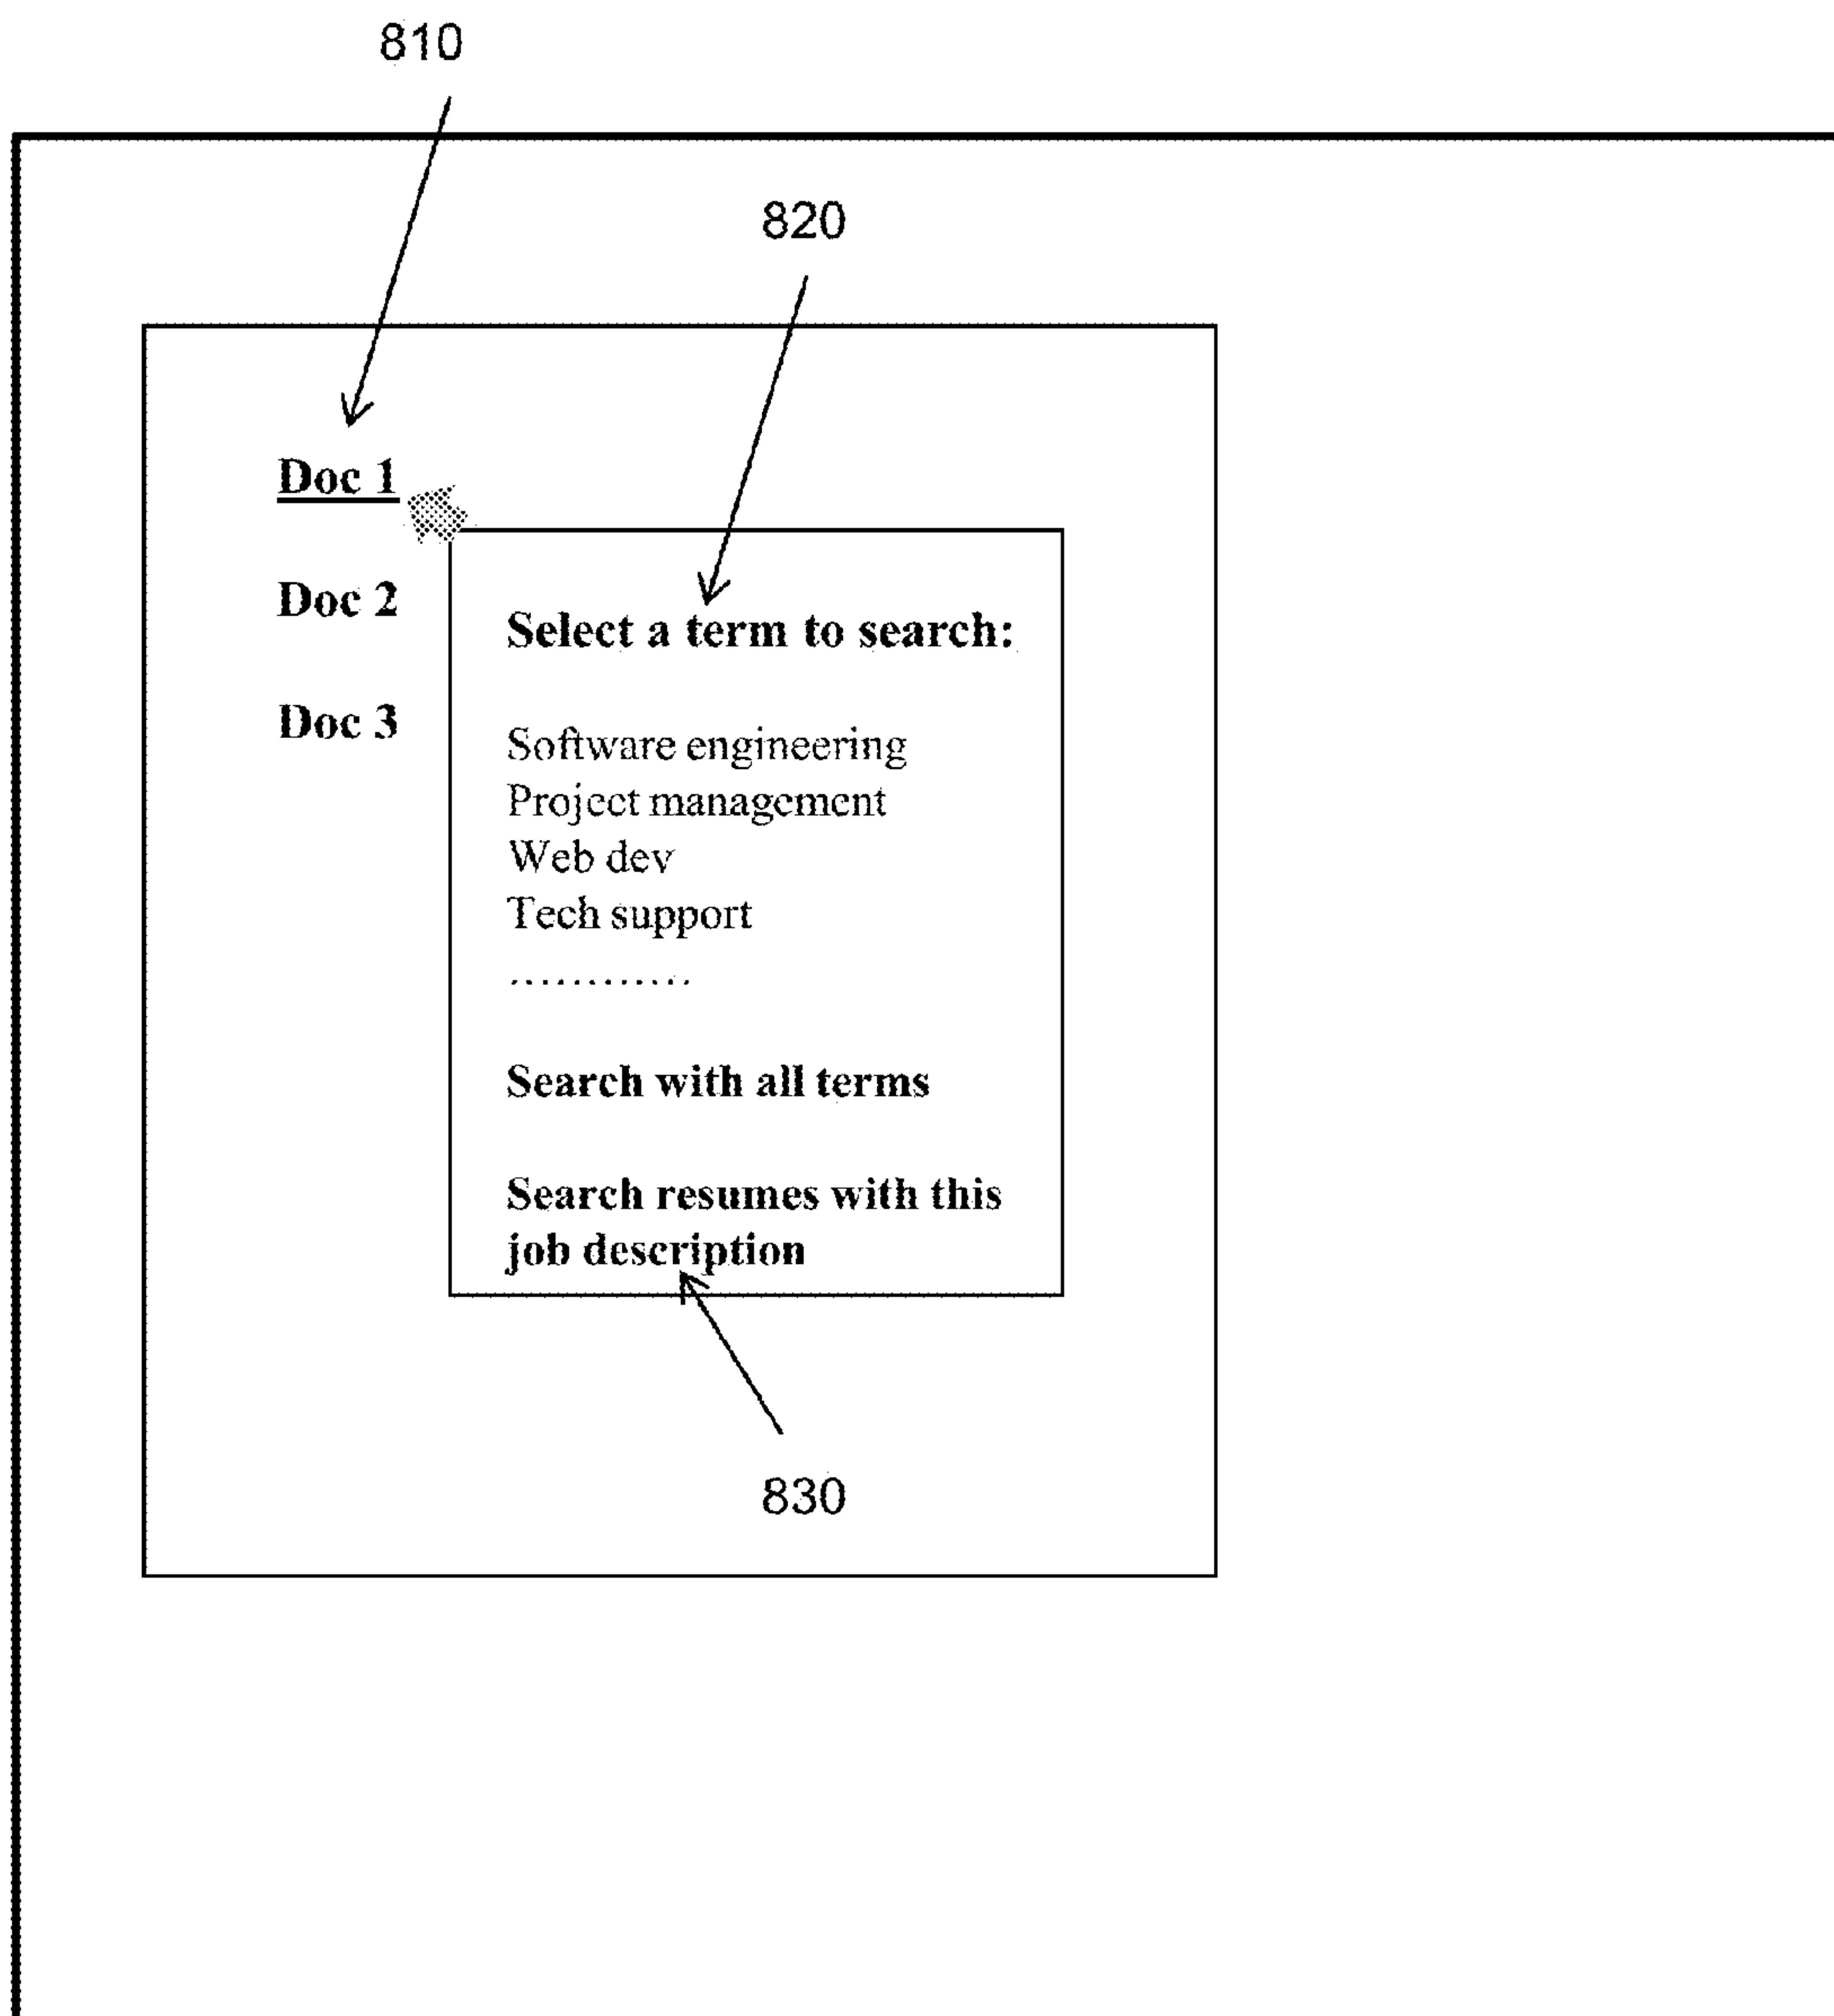 810
820
Doc 1
Doc 2
Select a term to search:
Doc 3
Software engineering
Project management
Web dev
Tech support
............
Search with all terms
Search resumes with this
job description
830